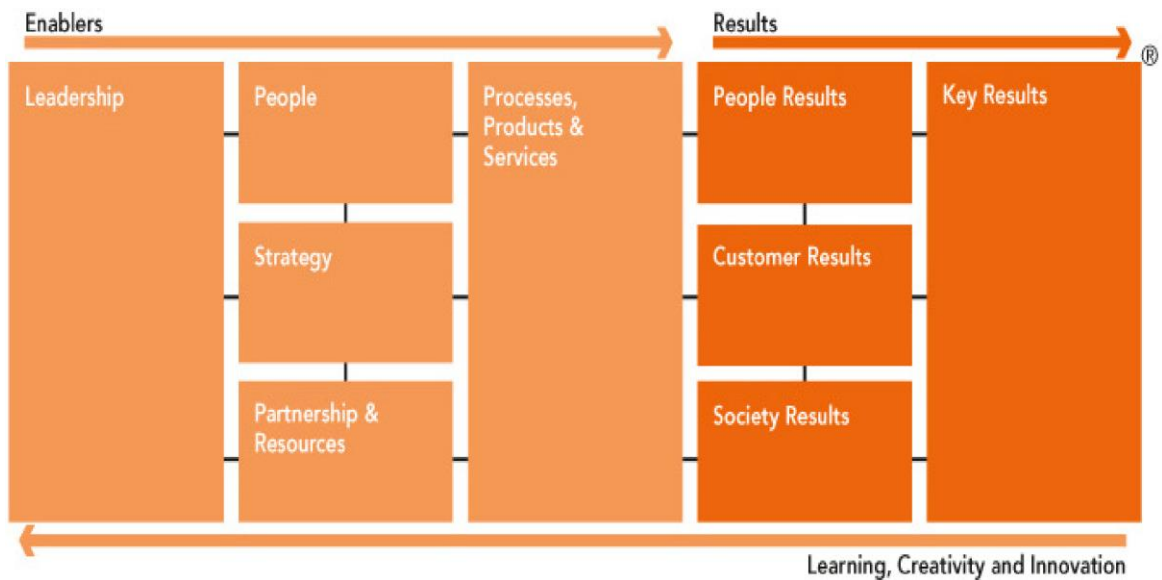 Enablers
Results
®
Leadership
People
Processes,
Products &
Services
People Results
Key Results
Strategy
Customer Results
Partnership &
Resources
Society Results
Learning, Creativity and Innovation